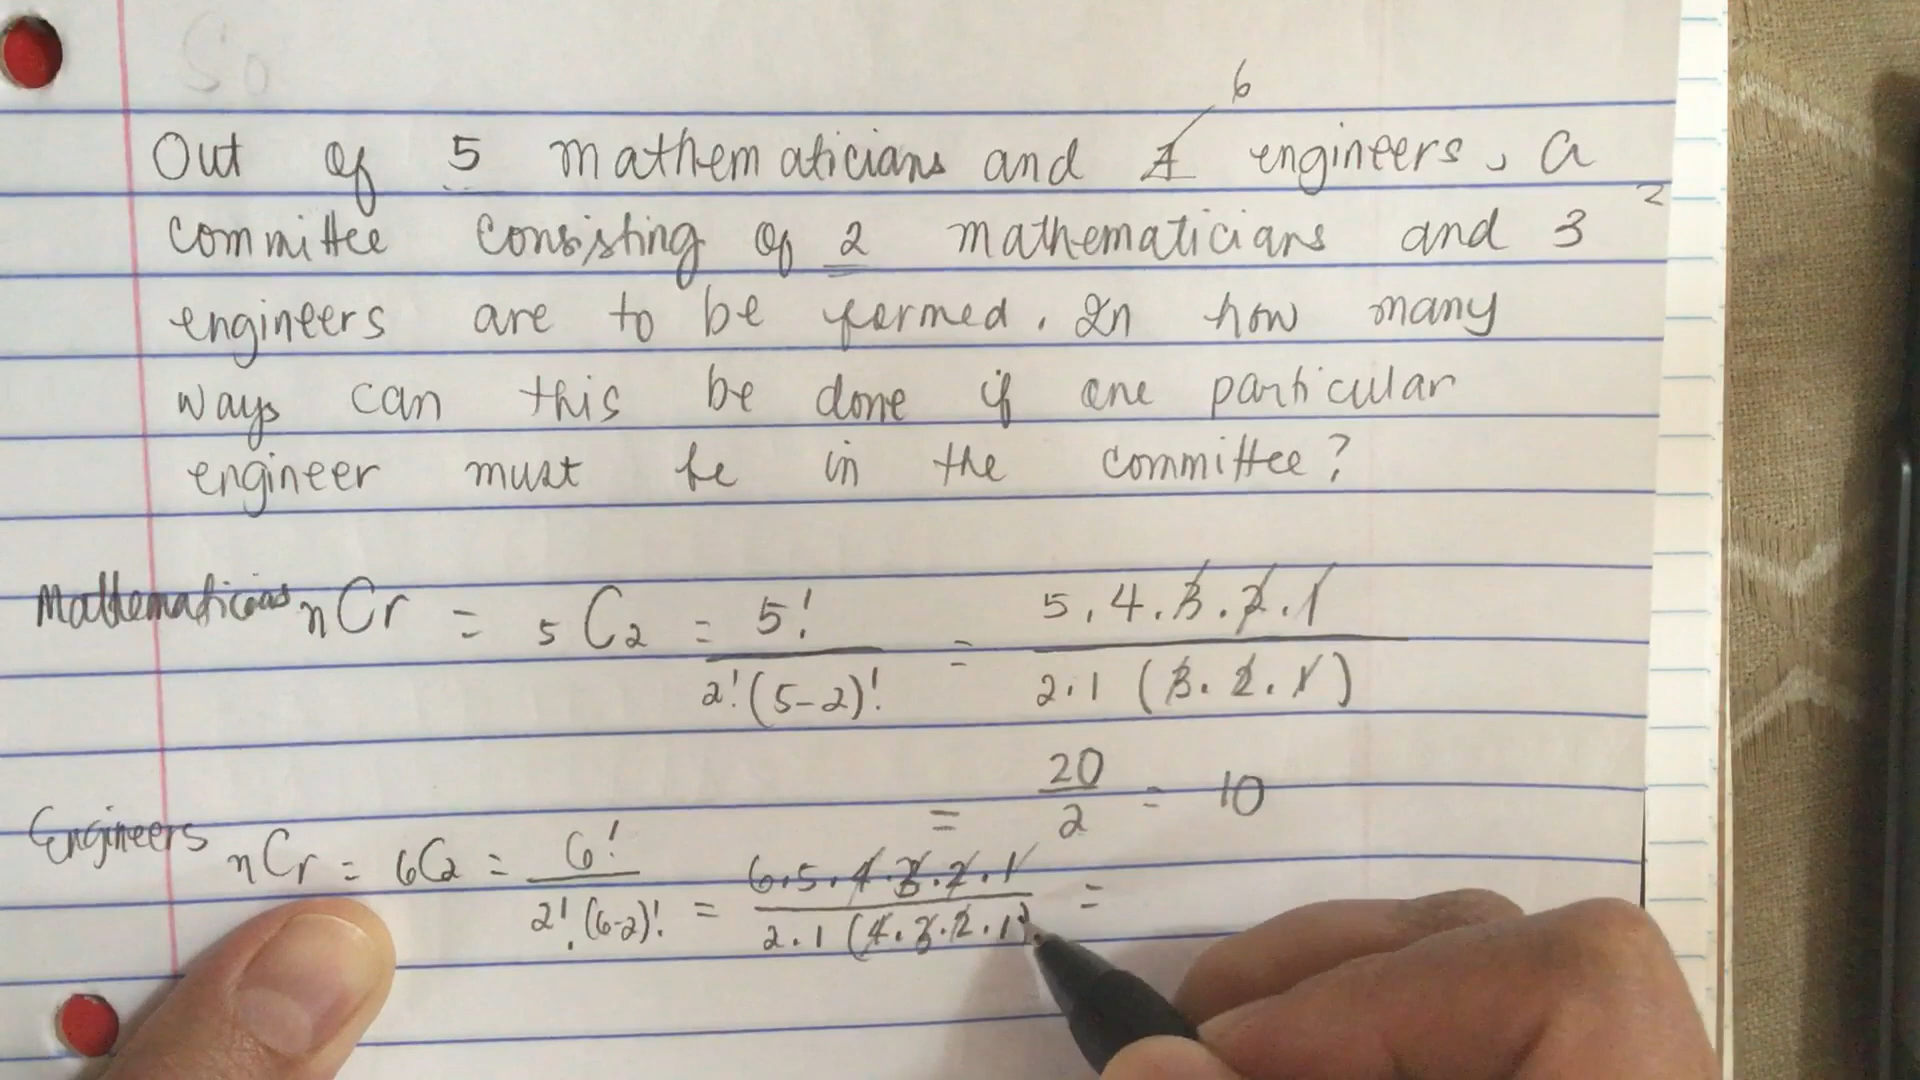 So
6
Out of 5 mathematicians and 7 engineers, a
2
committee consisting of 2 mathematicians and 3
engineers are to be formed. In how many
ways can this be done if one particular
engineer must be in the committee?
Mathematicians nCr = 5C2 = 5! / 2!(5-2)! = 5.4.3.2.1 / 2.1 (3.2.1)
= 20/2 = 10
Engineers nCr = 6C2 = 6! / 2!.(6-2)! = 6.5.4.3.2.1 / 2.1 (4.3.2.1) =